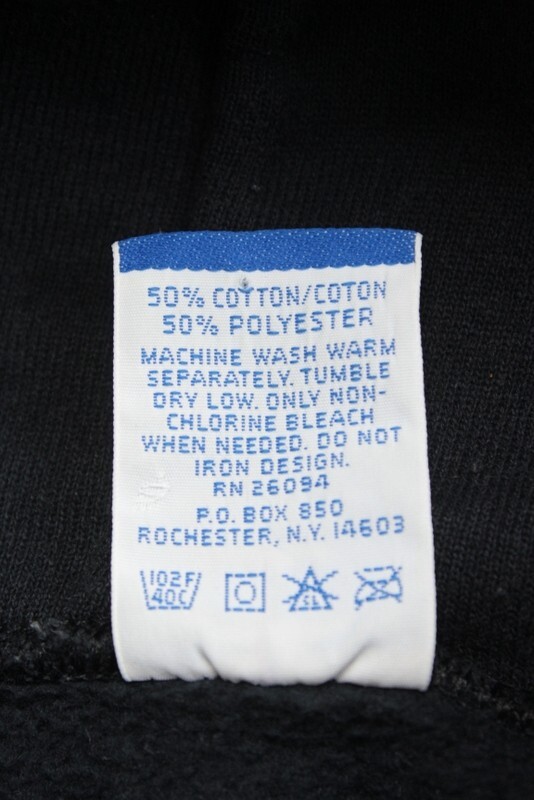 50% COTTON/COTON
50% POLYESTER
MACHINE WASH WARM
SEPARATELY. TUMBLE
DRY LOW. ONLY NON-
CHLORINE BLEACH
WHEN NEEDED. DO NOT
IRON DESIGN.
RN 26094
P.O. BOX 850
ROCHESTER, N.Y. 14603
102F
40C
CL